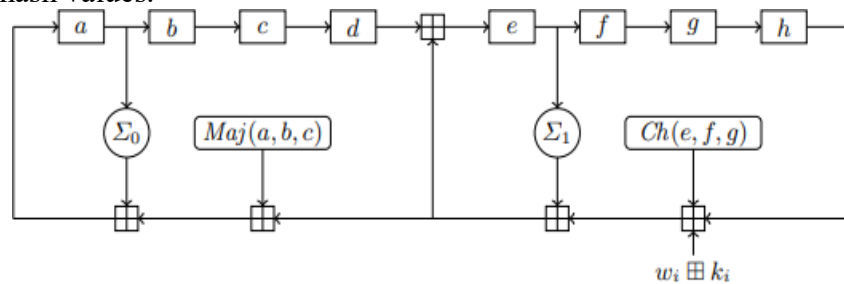 hash values.
a b c d ⊞ e f g h
Σ₀ Maj(a, b, c) Σ₁ Ch(e, f, g)
wᵢ ⊞ kᵢ